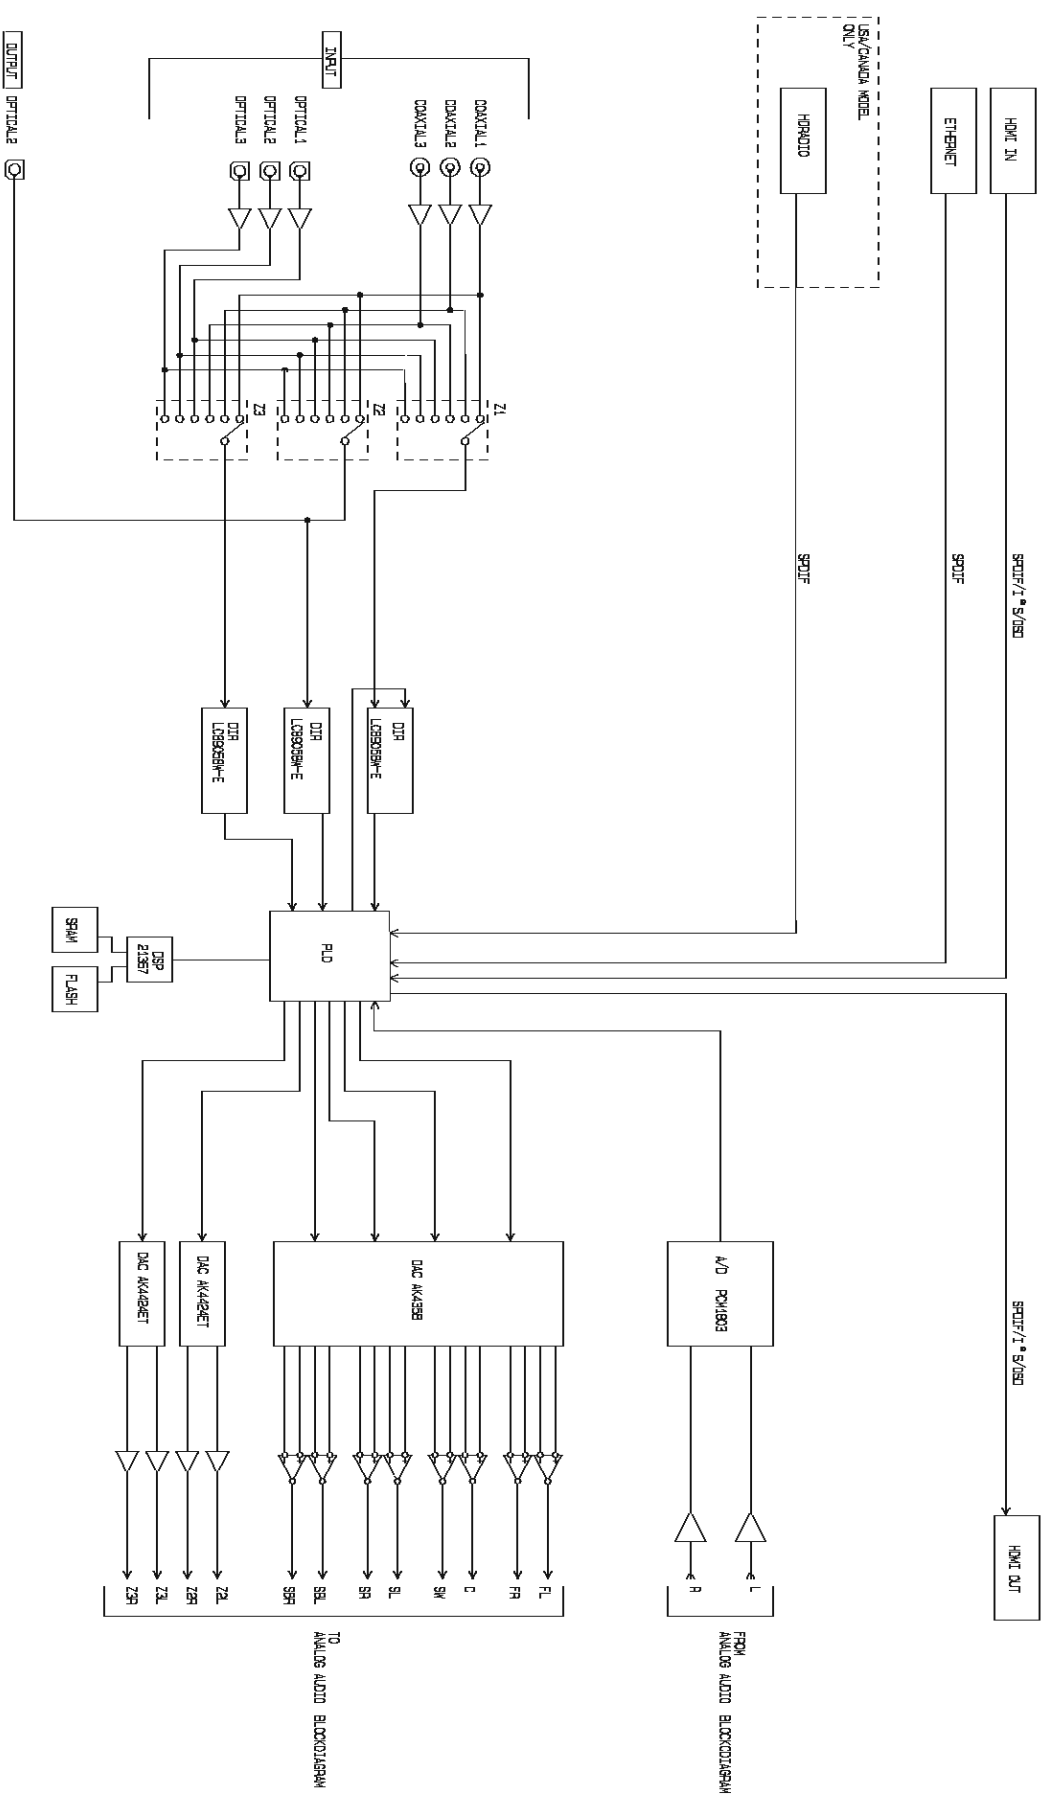 HDMI IN
SPDIF/I²S/DSD
SPDIF/I²S/DSD
HDMI OUT
ETHERNET
SPDIF
USA/CANADA MODEL
ONLY
HDRADIO
SPDIF
INPUT
COAXIAL1
COAXIAL2
COAXIAL3
OPTICAL1
OPTICAL2
OPTICAL3
OUTPUT
OPTICAL2
Z1
Z2
Z3
DIR
LC89058W-E
DIR
LC89058W-E
DIR
LC89058W-E
PLD
DSP
21367
SRAM
FLASH
A/D PCM1803
L
R
FROM
ANALOG AUDIO BLOCKDIAGRAM
DAC AK4358
DAC AK4424ET
DAC AK4424ET
FL
FR
C
SW
SL
SR
SBL
SBR
Z2L
Z2R
Z3L
Z3R
TO
ANALOG AUDIO BLOCKDIAGRAM